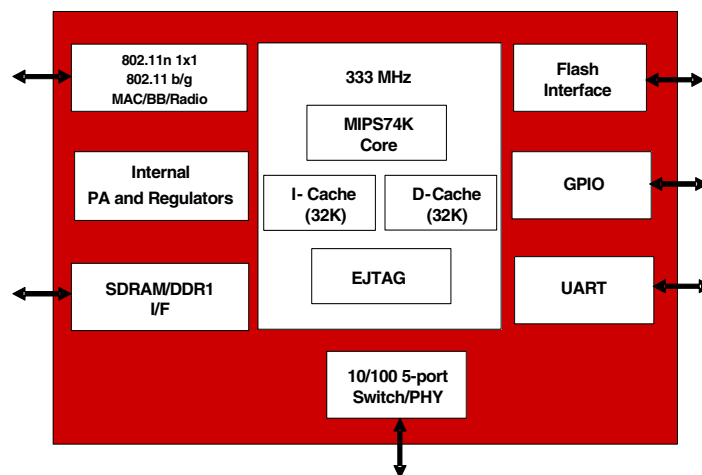 802.11n 1x1
802.11 b/g
MAC/BB/Radio
Internal
PA and Regulators
SDRAM/DDR1
I/F
333 MHz
MIPS74K
Core
I- Cache
(32K)
D-Cache
(32K)
EJTAG
Flash
Interface
GPIO
UART
10/100 5-port
Switch/PHY